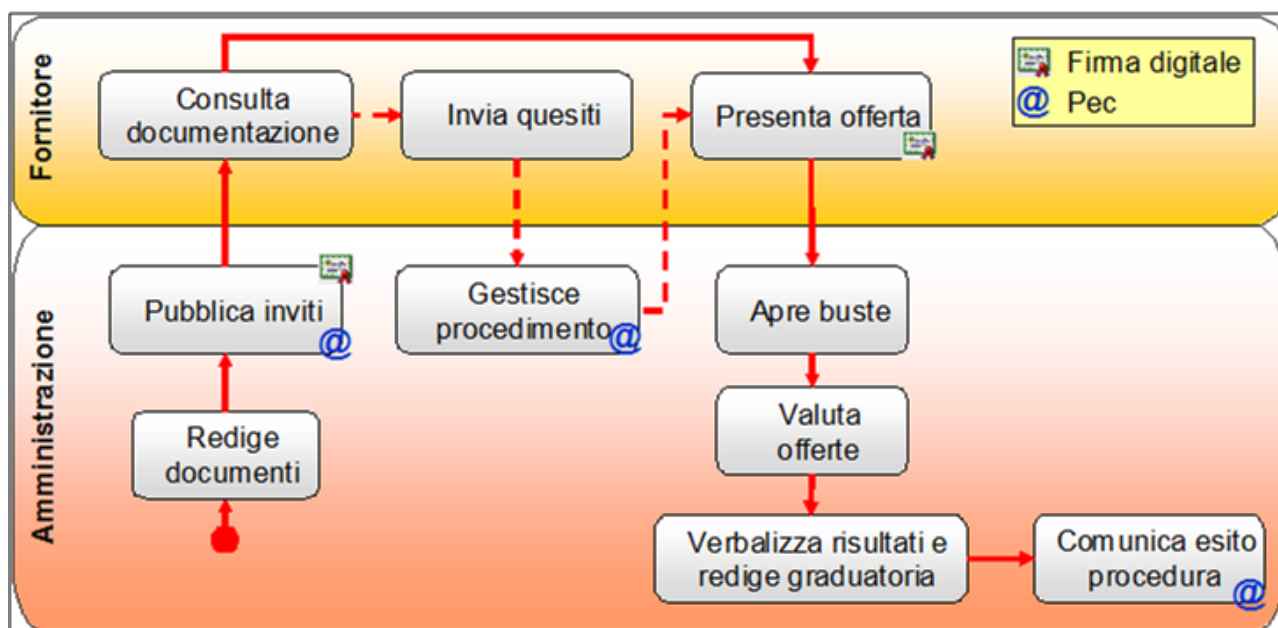 Fornitore
Consulta
documentazione
Invia quesiti
Presenta offerta
Firma digitale
@ Pec
Amministrazione
Pubblica inviti
@
Gestisce
procedimento
@
Apre buste
Redige
documenti
Valuta
offerte
Verbalizza risultati e
redige graduatoria
Comunica esito
procedura
@